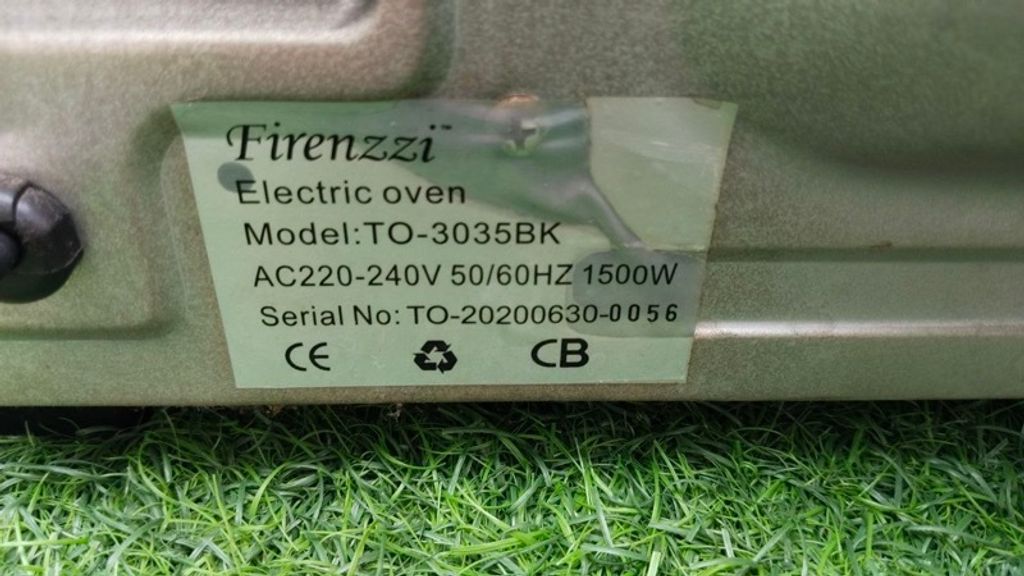 Firenzzi™
Electric oven
Model:TO-3035BK
AC220-240V 50/60HZ 1500W
Serial No: TO-20200630-0056
CE CB